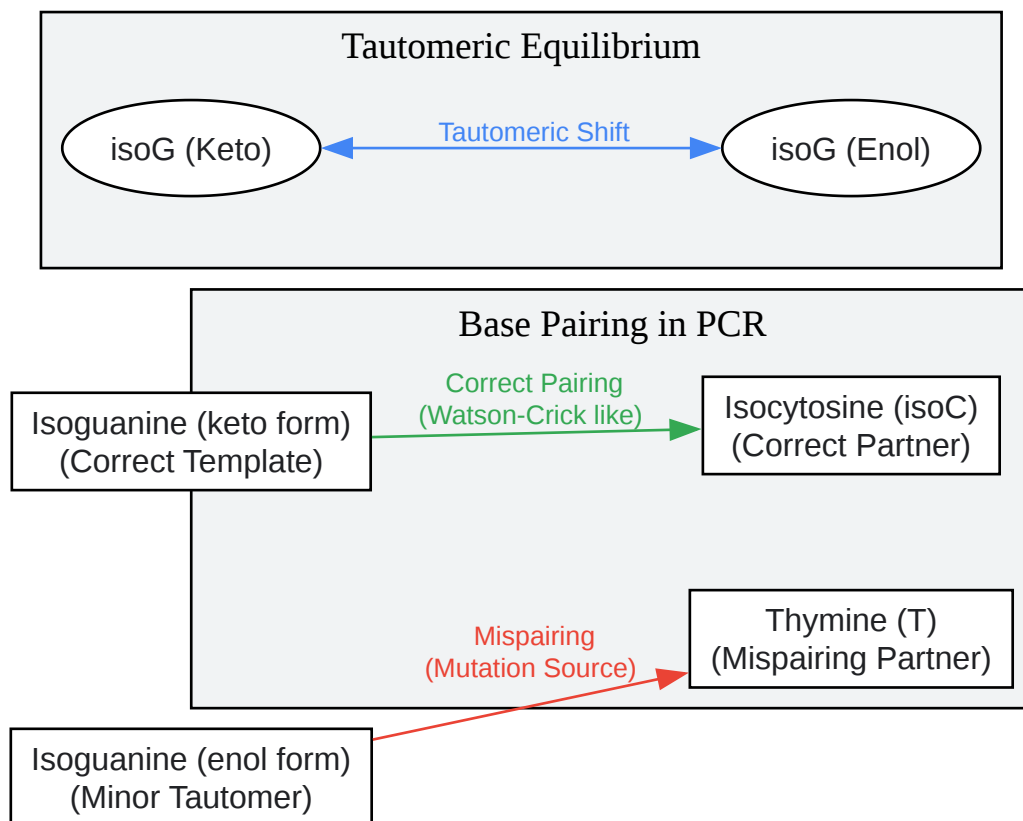 Tautomeric Equilibrium
isoG (Keto)
Tautomeric Shift
isoG (Enol)
Base Pairing in PCR
Isoguanine (keto form)
(Correct Template)
Correct Pairing
(Watson-Crick like)
Isocytosine (isoC)
(Correct Partner)
Isoguanine (enol form)
(Minor Tautomer)
Mispairing
(Mutation Source)
Thymine (T)
(Mispairing Partner)